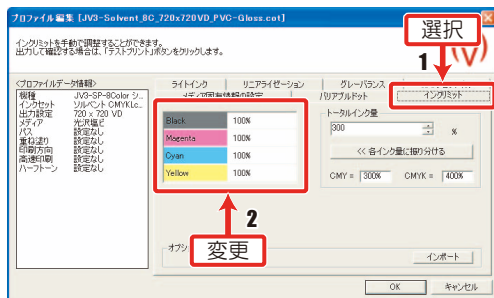 プロファイル編集 [JV3-Solvent_8C_720x720VD_PVC-Gloss.cot]
選択
インクリミットを手動で調整することができます。
出力して確認する場合は、「テストプリント」ボタンをクリックします。
1
(V)
<プロファイルデータ情報>
機種 JV3-SP-8Color シ...
インクセット ソルベント CMYKLc...
出力設定 720 x 720 VD
メディア 光沢塩ビ
パス 設定なし
重ね塗り 設定なし
印刷方向 設定なし
高速印刷 設定なし
ハーフトーン 設定なし
ライトインク リニアライゼーション グレーバランス
メディア固有情報の設定 バリアブルドット インクリミット
Black 100%
Magenta 100%
Cyan 100%
Yellow 100%
トータルインク量
300 %
<< 各インク量に振り分ける
CMY = 300% CMYK = 400%
2
変更
オプシ
インポート
OK キャンセル